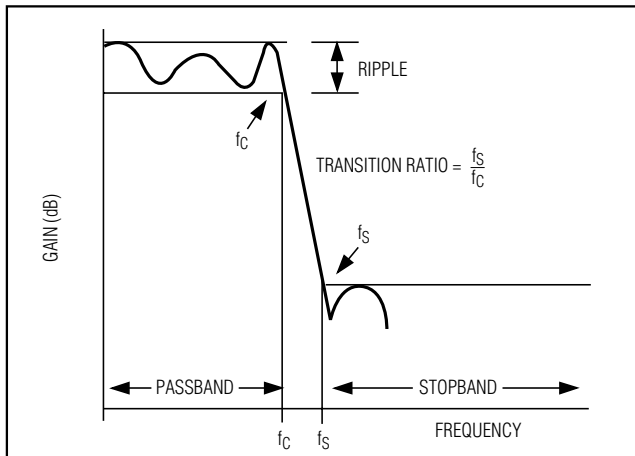 RIPPLE
fC
TRANSITION RATIO = fS/fC
fS
GAIN (dB)
PASSBAND
STOPBAND
fC
fS
FREQUENCY